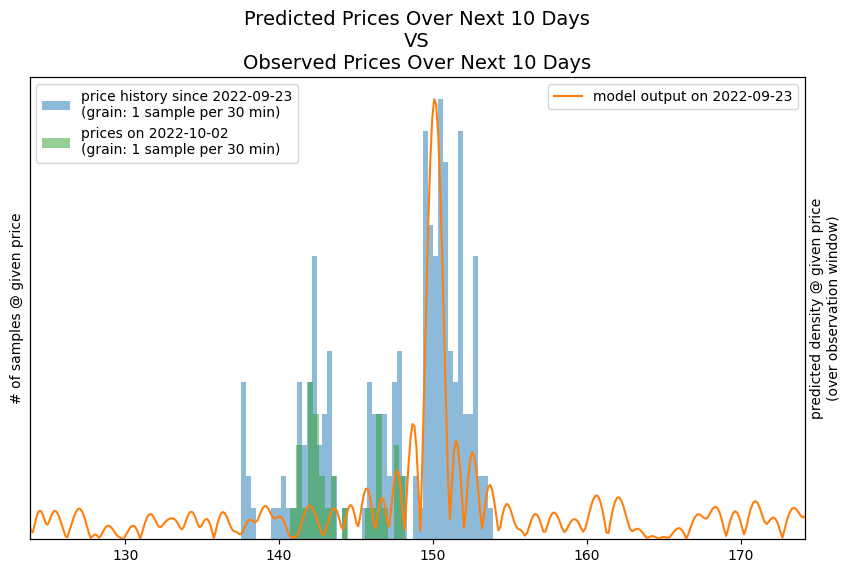 Predicted Prices Over Next 10 Days
VS
Observed Prices Over Next 10 Days
price history since 2022-09-23
(grain: 1 sample per 30 min)
prices on 2022-10-02
(grain: 1 sample per 30 min)
model output on 2022-09-23
# of samples @ given price
predicted density @ given price
(over observation window)
130
140
150
160
170